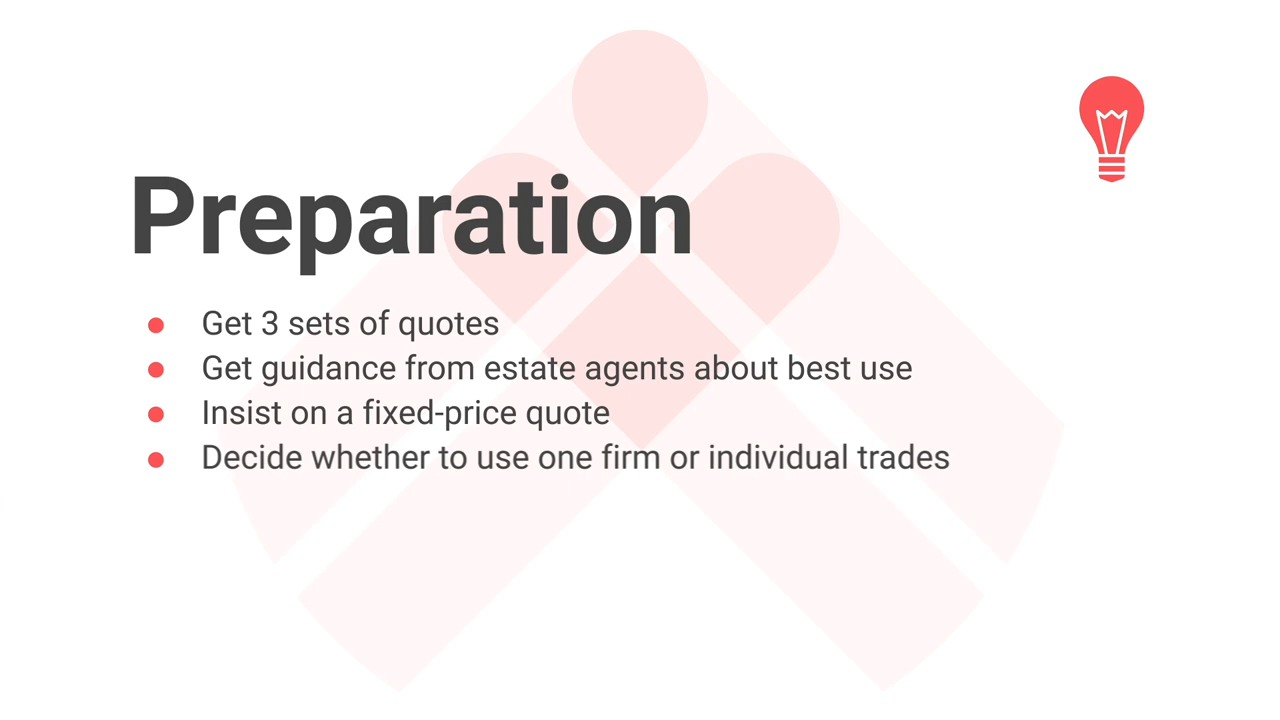 Preparation
● Get 3 sets of quotes
● Get guidance from estate agents about best use
● Insist on a fixed-price quote
● Decide whether to use one firm or individual trades